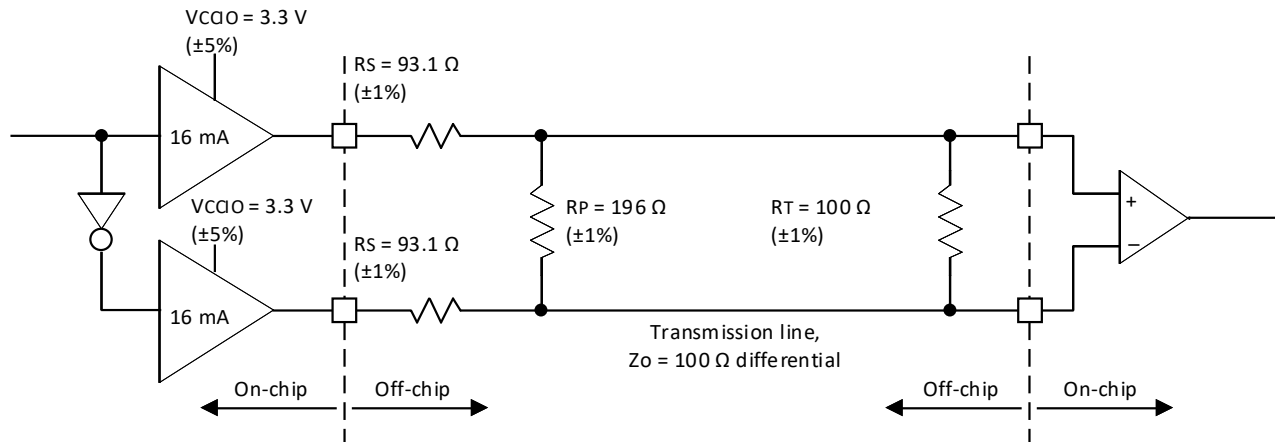 VCCIO = 3.3 V
(±5%)
RS = 93.1 Ω
(±1%)
16 mA
VCCIO = 3.3 V
(±5%)
RP = 196 Ω
(±1%)
RT = 100 Ω
(±1%)
+
–
RS = 93.1 Ω
(±1%)
16 mA
Transmission line,
Zo = 100 Ω differential
On-chip
Off-chip
Off-chip
On-chip